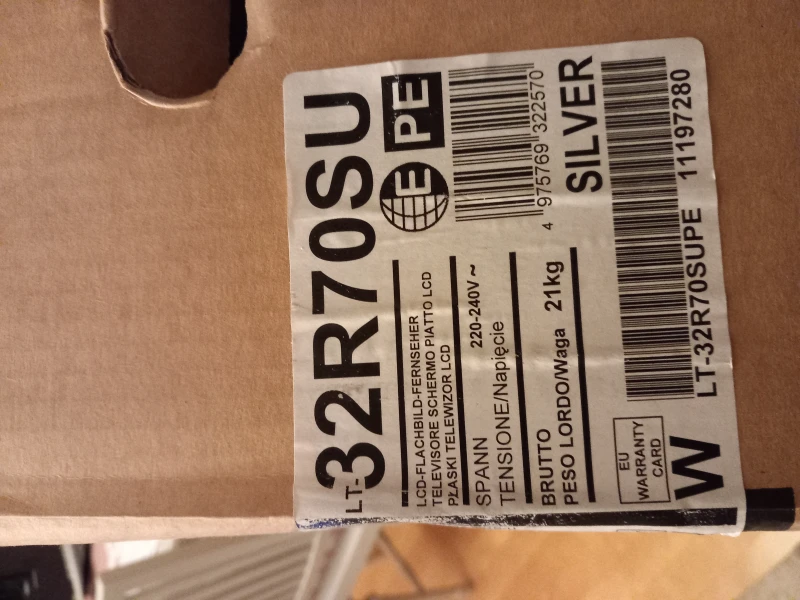 LT-32R70SU
LCD-FLACHBILD-FERNSEHER
TELEVISORE SCHERMO PIATTO LCD
PŁASKI TELEWIZOR LCD
E PE
SPANN
TENSIONE/Napięcie 220-240V ~
4 975769 322570
BRUTTO
PESO LORDO/Waga 21kg
SILVER
EU
WARRANTY
CARD
W
LT-32R70SUPE 11197280